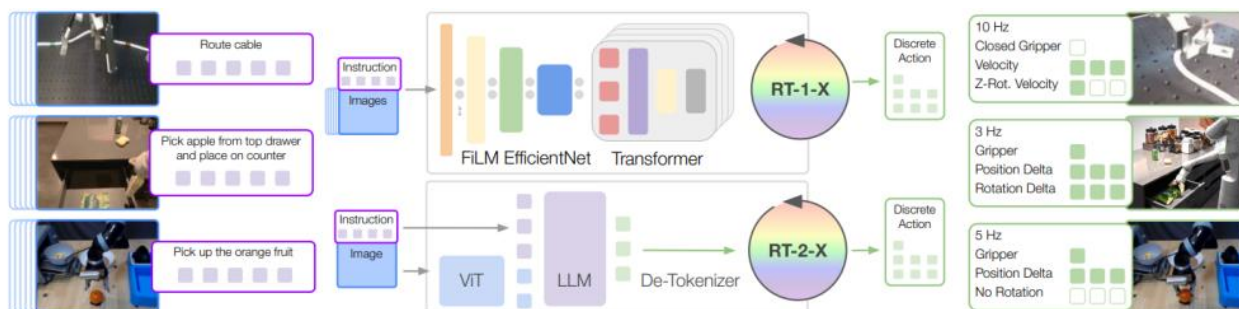 Route cable
Pick apple from top drawer
and place on counter
Pick up the orange fruit
Instruction
Images
FiLM EfficientNet
Transformer
RT-1-X
Discrete
Action
Instruction
Image
ViT
LLM
De-Tokenizer
RT-2-X
Discrete
Action
10 Hz
Closed Gripper
Velocity
Z-Rot. Velocity
3 Hz
Gripper
Position Delta
Rotation Delta
5 Hz
Gripper
Position Delta
No Rotation